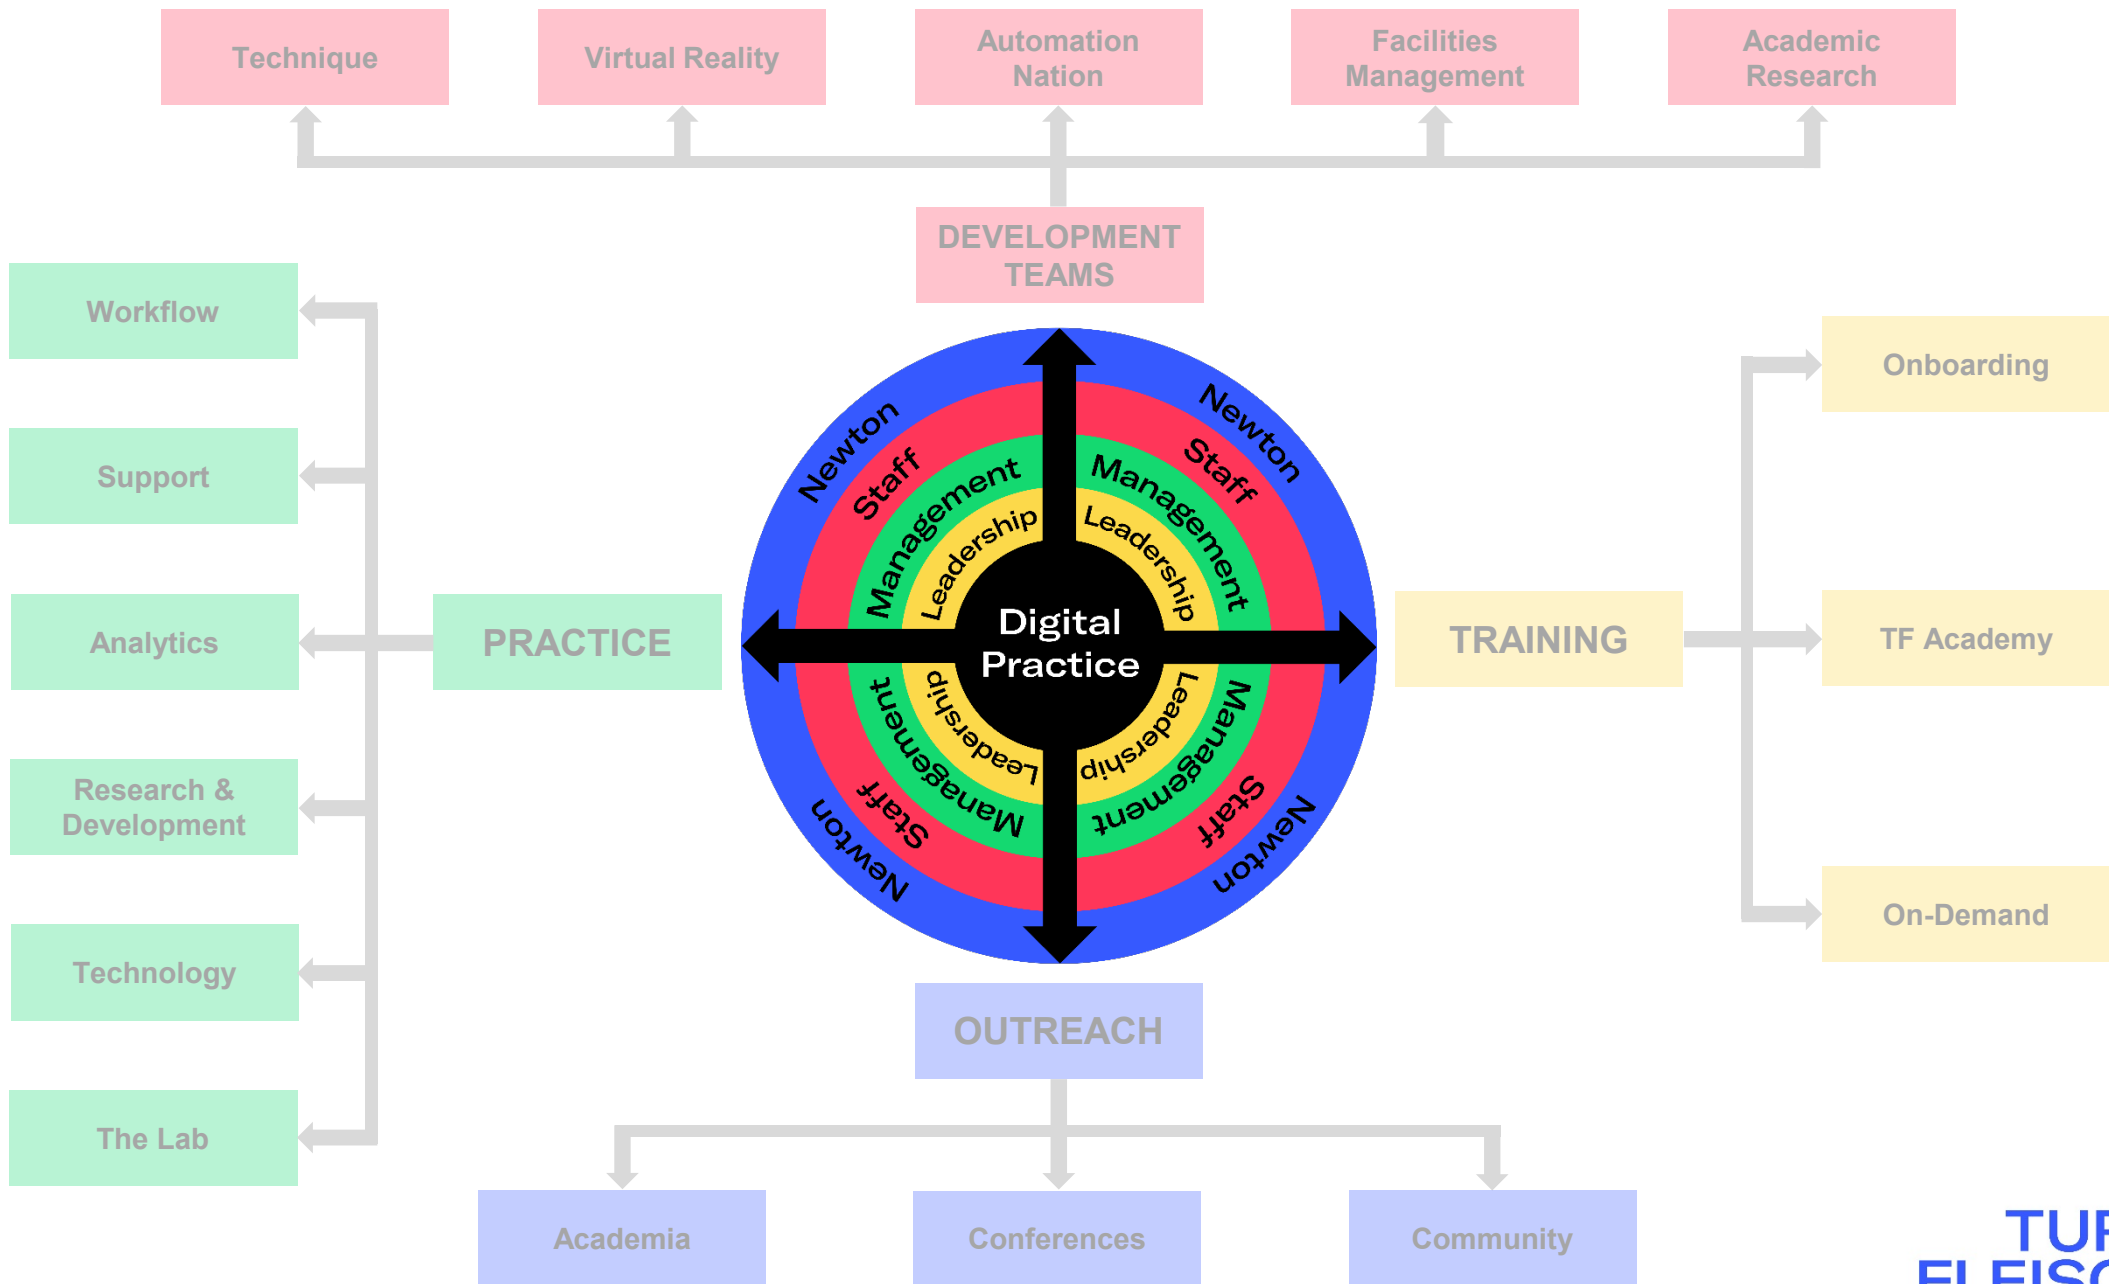 Technique
Virtual Reality
Automation
Nation
Facilities
Management
Academic
Research
DEVELOPMENT
TEAMS
Workflow
Support
Analytics
Research &
Development
Technology
The Lab
PRACTICE
Newton
Staff
Management
Leadership
Newton
Staff
Management
Leadership
Digital
Practice
Leadership
Management
Staff
Newton
Leadership
Management
Staff
Newton
TRAINING
Onboarding
TF Academy
On-Demand
OUTREACH
Academia
Conferences
Community